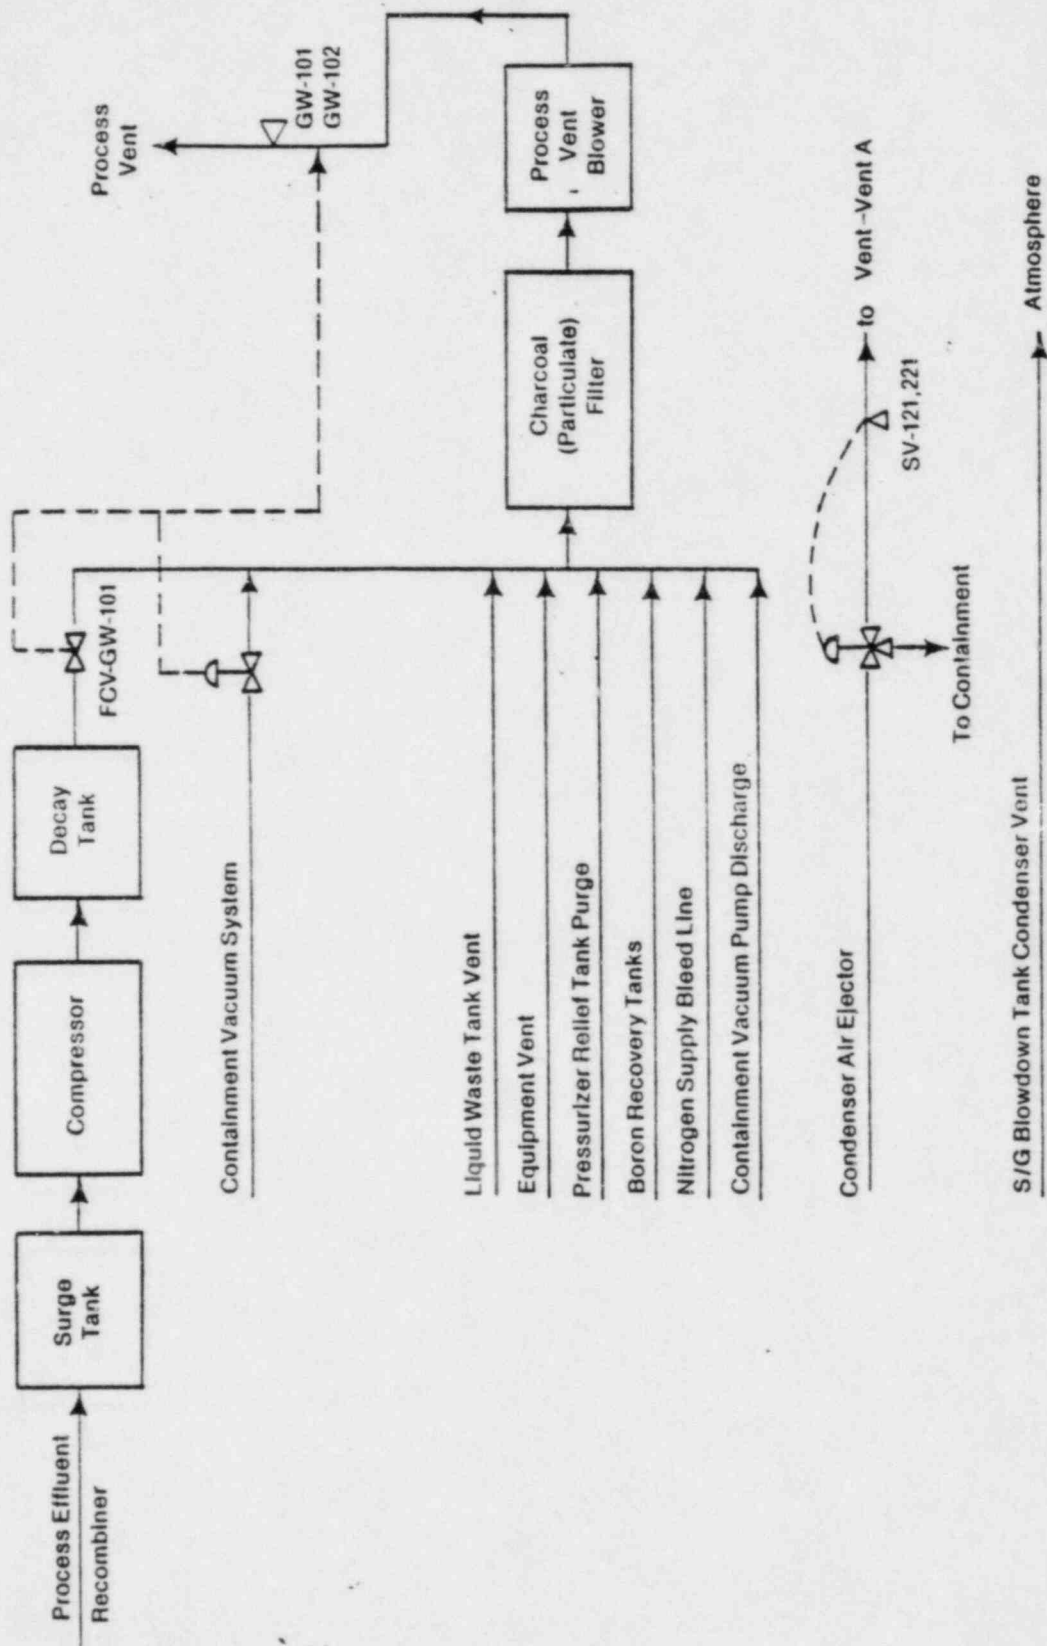 Process Effluent
Recombiner
Surge
Tank
Compressor
Decay
Tank
FCV-GW-101
Process
Vent
GW-101
GW-102
Containment Vacuum System
Liquid Waste Tank Vent
Equipment Vent
Pressurizer Relief Tank Purge
Boron Recovery Tanks
Nitrogen Supply Bleed Line
Containment Vacuum Pump Discharge
Charcoal
(Particulate)
Filter
Process
Vent
Blower
Condenser Air Ejector
to Vent-Vent A
SV-121,221
To Containment
S/G Blowdown Tank Condenser Vent
Atmosphere